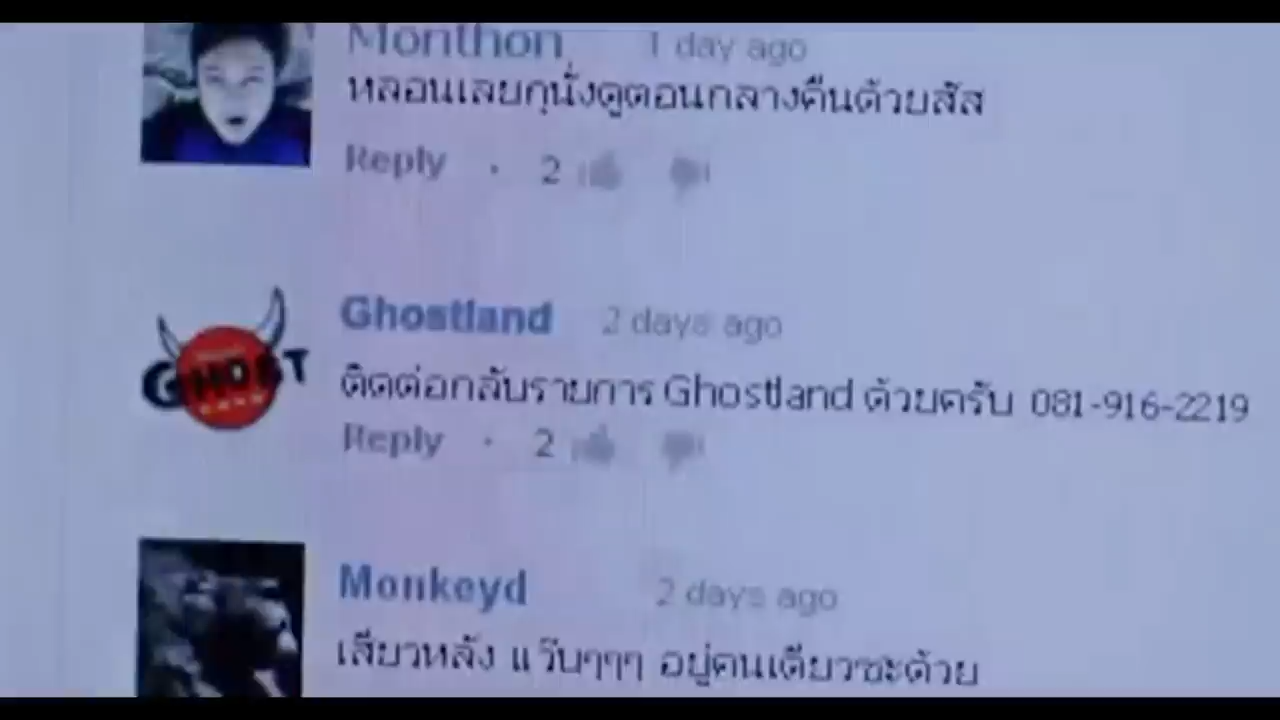 Monthon 1 day ago
หลอนเลยกุนั่งดูตอนกลางคืนด้วยสัส
Reply · 2
GHOST
Ghostland 2 days ago
ติดต่อกลับรายการ Ghostland ด้วยครับ 081-916-2219
Reply · 2
Monkeyd 2 days ago
เสียวหลัง แว๊บๆๆๆ อยู่คนเดียวซะด้วย